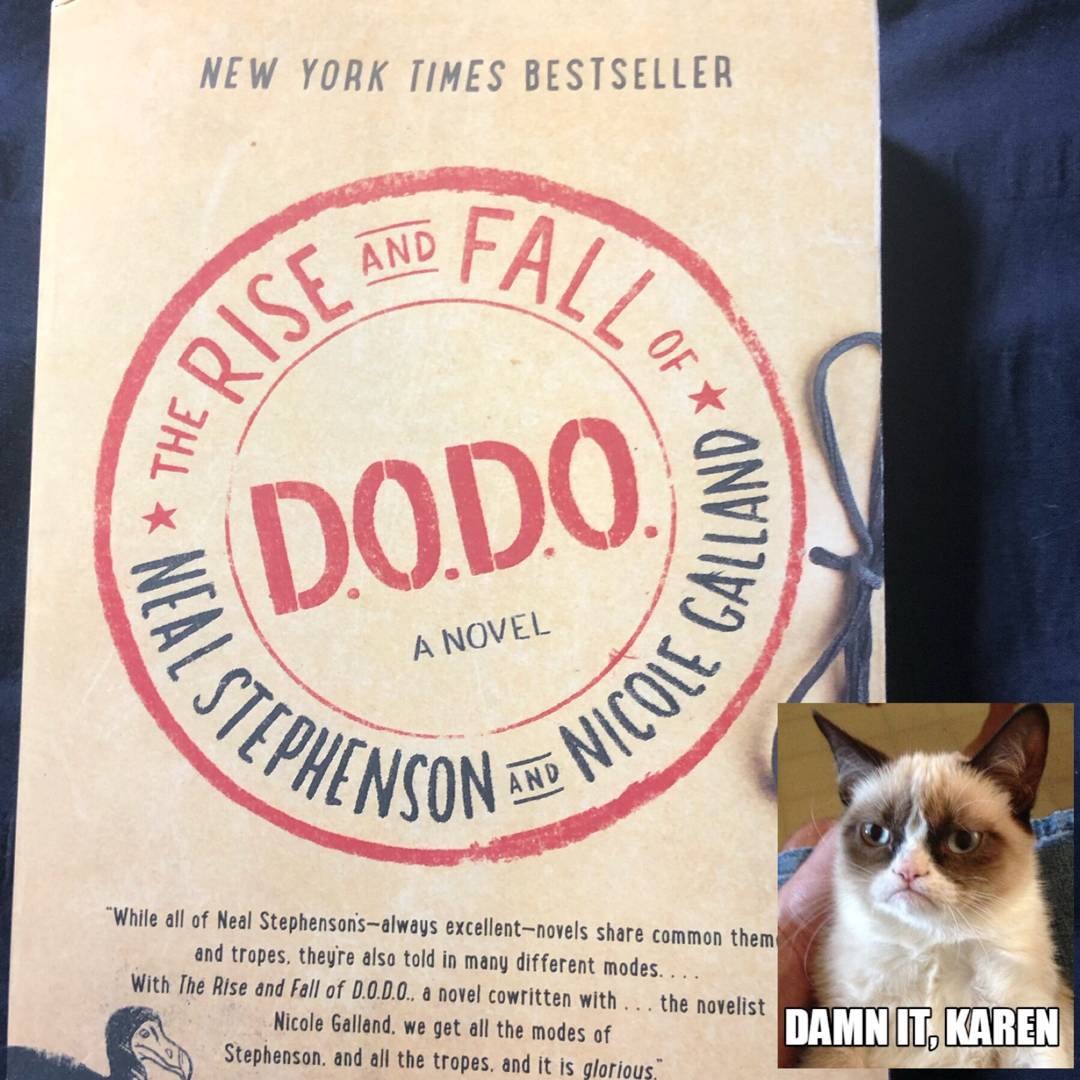 NEW YORK TIMES BESTSELLER
THE RISE AND FALL OF
D.O.D.O.
A NOVEL
NEAL STEPHENSON AND NICOLE GALLAND
"While all of Neal Stephenson's—always excellent—novels share common
and tropes, they're also told in many different modes. . . .
With The Rise and Fall of D.O.D.O., a novel cowritten with . . . the novelist
Nicole Galland, we get all the modes of
Stephenson, and all the tropes, and it is glorious."
DAMN IT, KAREN